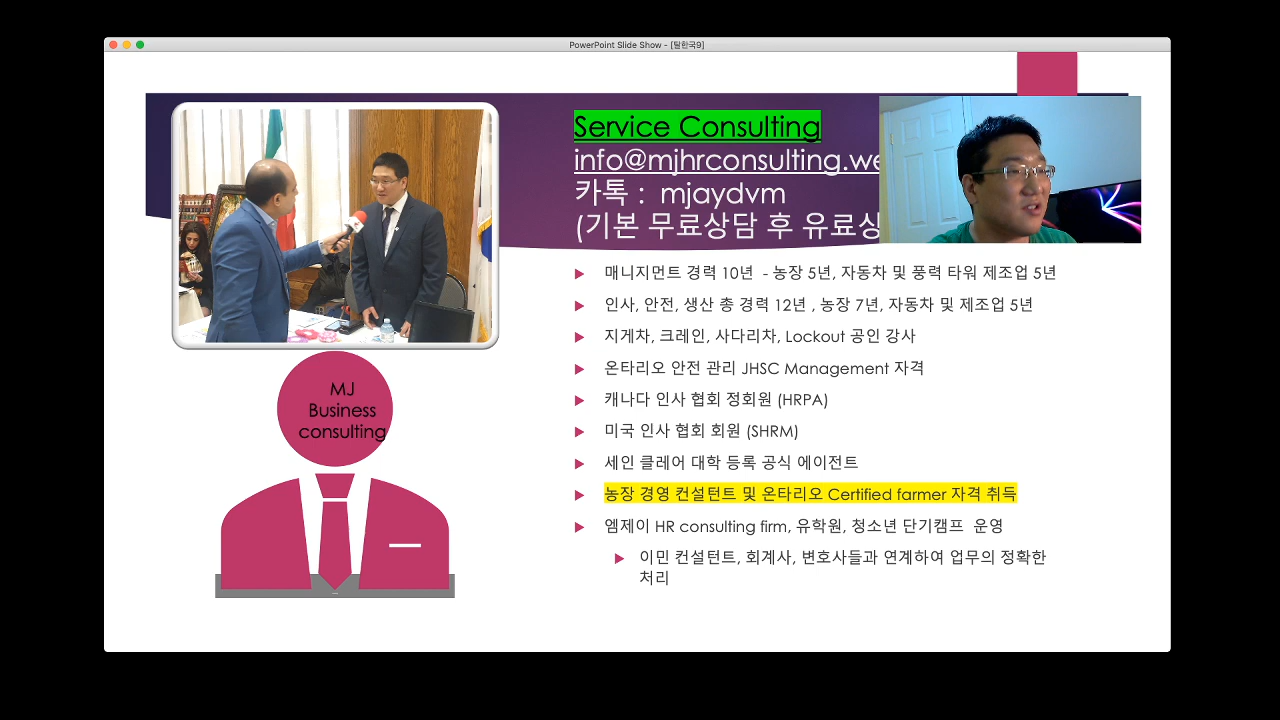 PowerPoint Slide Show - [탈한국9]
Service Consulting
info@mjhrconsulting.we
카톡 : mjaydvm
(기본 무료상담 후 유료상
매니지먼트 경력 10년 - 농장 5년, 자동차 및 풍력 타워 제조업 5년
인사, 안전, 생산 총 경력 12년 , 농장 7년, 자동차 및 제조업 5년
지게차, 크레인, 사다리차, Lockout 공인 강사
온타리오 안전 관리 JHSC Management 자격
캐나다 인사 협회 정회원 (HRPA)
미국 인사 협회 회원 (SHRM)
세인 클레어 대학 등록 공식 에이전트
농장 경영 컨설턴트 및 온타리오 Certified farmer 자격 취득
엠제이 HR consulting firm, 유학원, 청소년 단기캠프 운영
이민 컨설턴트, 회계사, 변호사들과 연계하여 업무의 정확한
처리
MJ
Business
consulting